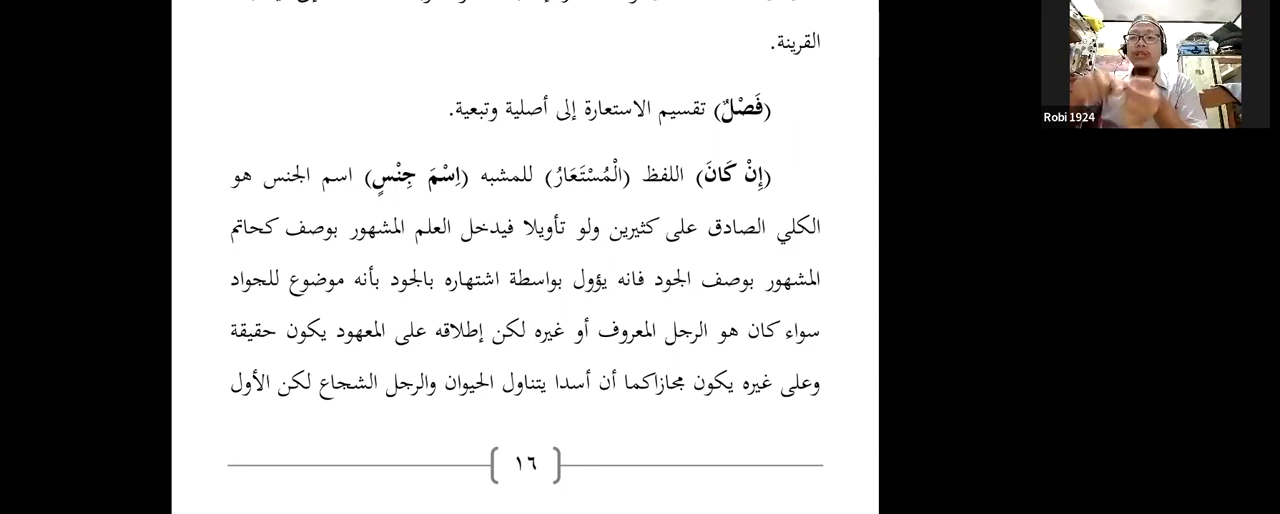 القرينة.
(فَصْلٌ) تقسيم الاستعارة إلى أصلية وتبعية.
(إِنْ كَانَ) اللفظ (الْمُسْتَعَارُ) للمشبه (اِسْمَ جِنْسٍ) اسم الجنس هو
الكلي الصادق على كثيرين ولو تأويلا فيدخل العلم المشهور بوصف كحاتم
المشهور بوصف الجود فانه يؤول بواسطة اشتهاره بالجود بأنه موضوع للجواد
سواء كان هو الرجل المعروف أو غيره لكن إطلاقه على المعهود يكون حقيقة
وعلى غيره يكون مجازا كما أن أسدا يتناول الحيوان والرجل الشجاع لكن الأول
١٦
Robi 1924